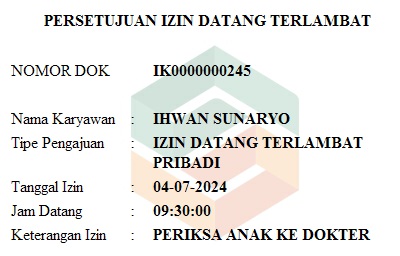 PERSETUJUAN IZIN DATANG TERLAMBAT
NOMOR DOK IK0000000245
Nama Karyawan : IHWAN SUNARYO
Tipe Pengajuan : IZIN DATANG TERLAMBAT
PRIBADI
Tanggal Izin : 04-07-2024
Jam Datang : 09:30:00
Keterangan Izin : PERIKSA ANAK KE DOKTER